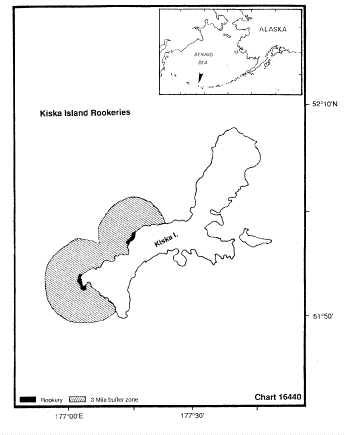 ALASKA
BERING
SEA
52°10'N
Kiska Island Rookeries
Kiska I.
51°50'
Rookery 3 Mile buffer zone
Chart 16440
177°00'E 177°30'